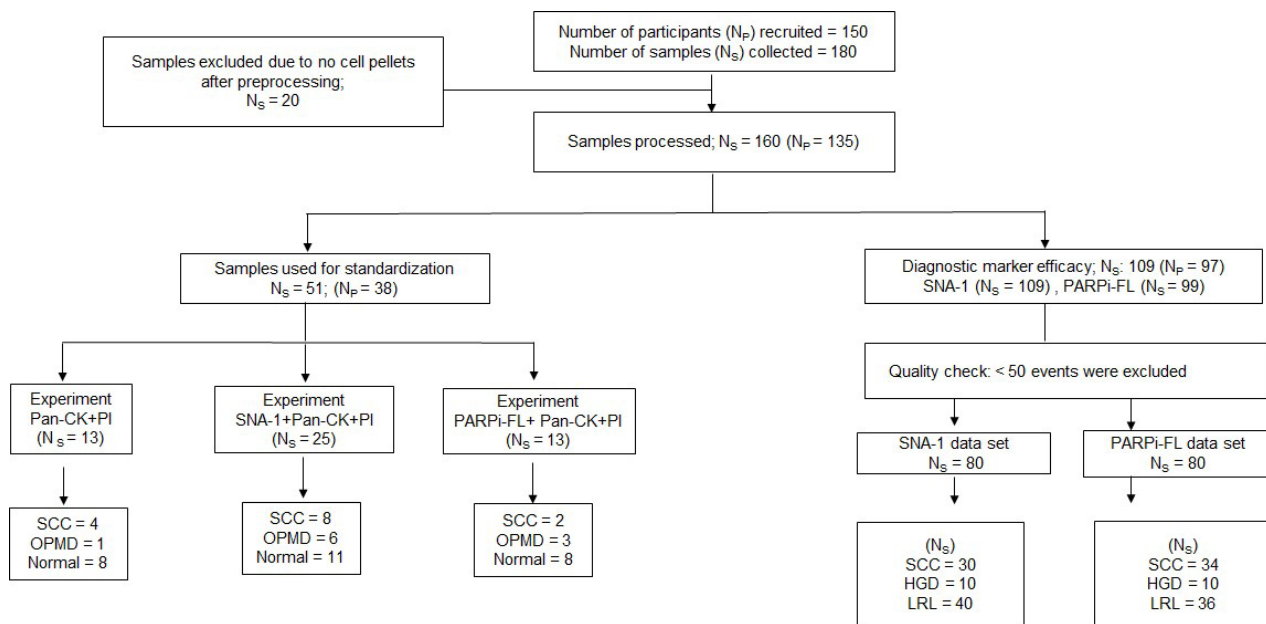 Number of participants (NP) recruited = 150
Number of samples (NS) collected = 180
Samples excluded due to no cell pellets
after preprocessing;
NS = 20
Samples processed; NS = 160 (NP = 135)
Samples used for standardization
NS = 51; (NP = 38)
Diagnostic marker efficacy; NS: 109 (NP = 97)
SNA-1 (NS = 109) , PARPi-FL (NS = 99)
Quality check: < 50 events were excluded
Experiment
Pan-CK+PI
(NS = 13)
Experiment
SNA-1+Pan-CK+PI
(NS = 25)
Experiment
PARPi-FL+ Pan-CK+PI
(NS = 13)
SNA-1 data set
NS = 80
PARPi-FL data set
NS = 80
SCC = 4
OPMD = 1
Normal = 8
SCC = 8
OPMD = 6
Normal = 11
SCC = 2
OPMD = 3
Normal = 8
(NS)
SCC = 30
HGD = 10
LRL = 40
(NS)
SCC = 34
HGD = 10
LRL = 36